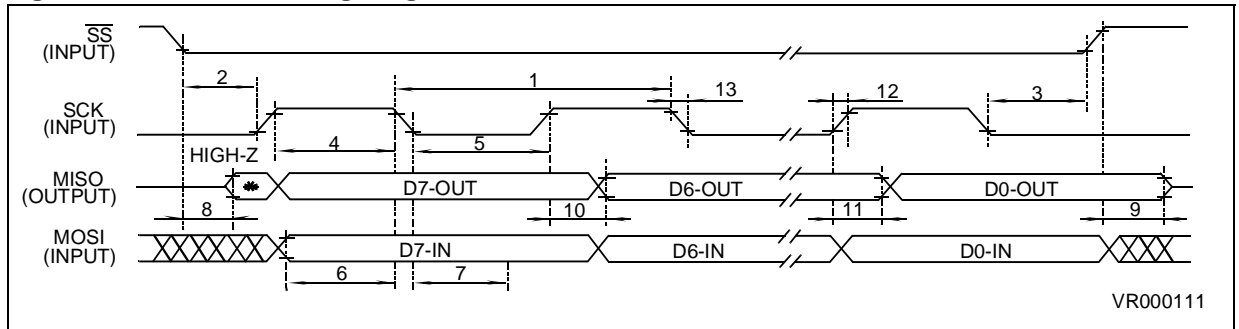 SS
(INPUT)
2
1
13
12
3
SCK
(INPUT)
4
5
HIGH-Z
MISO
(OUTPUT)
*
D7-OUT
D6-OUT
D0-OUT
8
10
11
9
MOSI
(INPUT)
D7-IN
D6-IN
D0-IN
6
7
VR000111